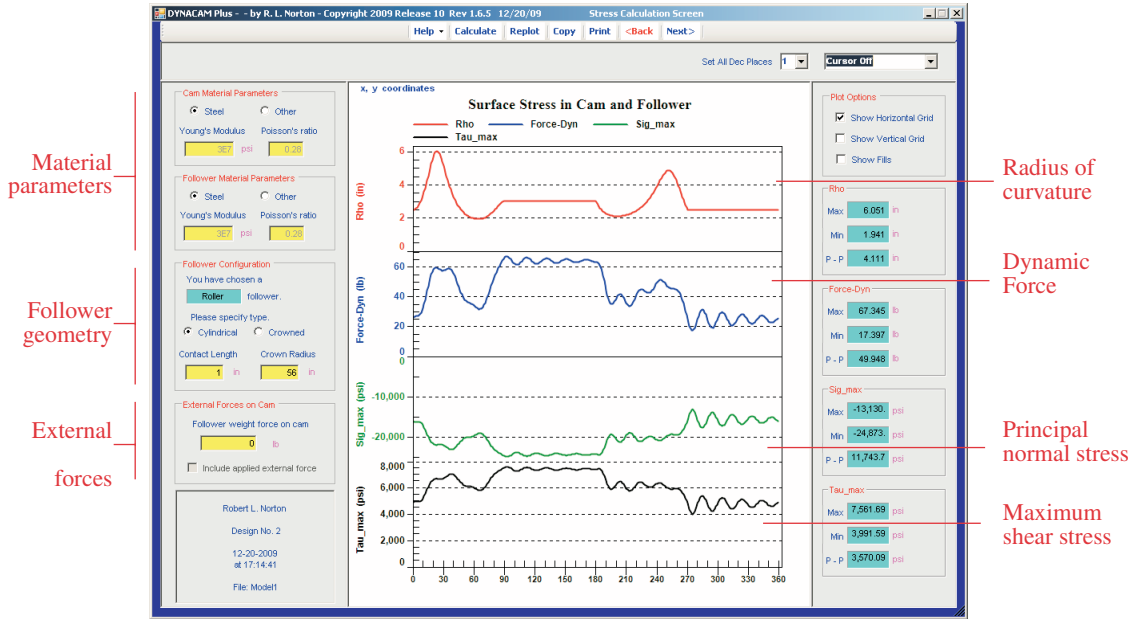 DYNACAM Plus - - by R. L. Norton - Copyright 2009 Release 10 Rev 1.6.5 12/20/09 Stress Calculation Screen
Help Calculate Replot Copy Print <Back Next>
Set All Dec Places 1 Cursor Off
Material
parameters
Follower
geometry
External
forces
Cam Material Parameters
Steel Other
Young's Modulus Poisson's ratio
3E7 psi 0.28
Follower Material Parameters
Steel Other
Young's Modulus Poisson's ratio
3E7 psi 0.28
Follower Configuration
You have chosen a
Roller follower.
Please specify type.
Cylindrical Crowned
Contact Length Crown Radius
1 in 56 in
External Forces on Cam
Follower weight force on cam
0 lb
Include applied external force
Robert L. Norton
Design No. 2
12-20-2009
at 17:14:41
File: Model1
x, y coordinates
Surface Stress in Cam and Follower
Rho Force-Dyn Sig_max
Tau_max
Rho (in)
6
4
2
0
Force-Dyn (lb)
60
40
20
0
Sig_max (psi)
0
-10,000
-20,000
Tau_max (psi)
8,000
6,000
4,000
2,000
0
0 30 60 90 120 150 180 210 240 270 300 330 360
Plot Options
Show Horizontal Grid
Show Vertical Grid
Show Fills
Rho
Max 6.051 in
Min 1.941 in
P - P 4.111 in
Force-Dyn
Max 67.345 lb
Min 17.397 lb
P - P 49.948 lb
Sig_max
Max -13,130. psi
Min -24,873. psi
P - P 11,743.7 psi
Tau_max
Max 7,561.69 psi
Min 3,991.59 psi
P - P 3,570.09 psi
Radius of
curvature
Dynamic
Force
Principal
normal stress
Maximum
shear stress